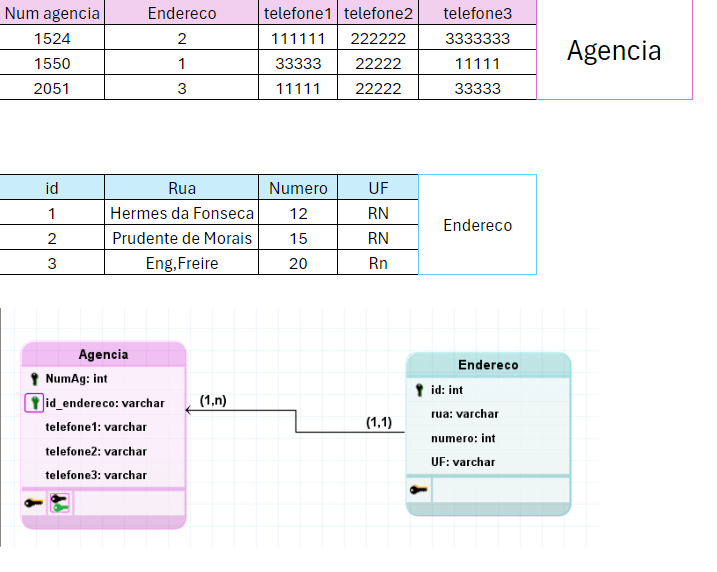 Num agencia Endereco telefone1 telefone2 telefone3
1524 2 111111 222222 3333333
1550 1 33333 22222 11111
2051 3 11111 22222 33333
Agencia
id Rua Numero UF
1 Hermes da Fonseca 12 RN
2 Prudente de Morais 15 RN
3 Eng,Freire 20 Rn
Endereco
Agencia
NumAg: int
id_endereco: varchar
telefone1: varchar
telefone2: varchar
telefone3: varchar
(1,n)
(1,1)
Endereco
id: int
rua: varchar
numero: int
UF: varchar